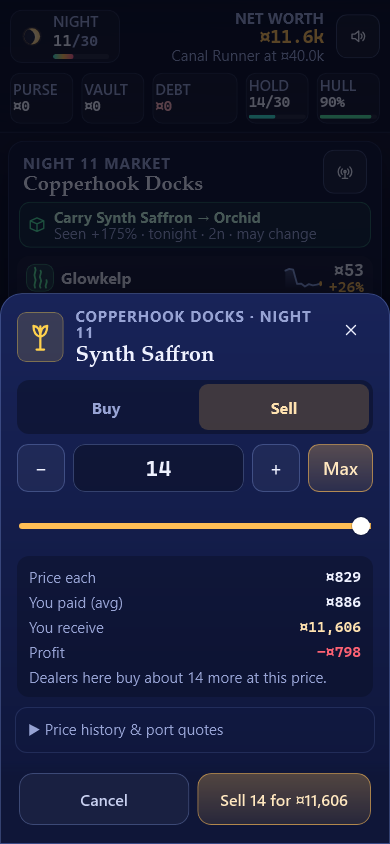 NIGHT
11/30
NET WORTH
¤11.6k
Canal Runner at ¤40.0k
PURSE
¤0
VAULT
¤0
DEBT
¤0
HOLD
14/30
HULL
90%
NIGHT 11 MARKET
Copperhook Docks
Carry Synth Saffron → Orchid
Seen +175% · tonight · 2n · may change
Glowkelp
¤53
+26%
COPPERHOOK DOCKS · NIGHT
11
Synth Saffron
×
Buy
Sell
−
14
+
Max
Price each
¤829
You paid (avg)
¤886
You receive
¤11,606
Profit
−¤798
Dealers here buy about 14 more at this price.
▶ Price history & port quotes
Cancel
Sell 14 for ¤11,606